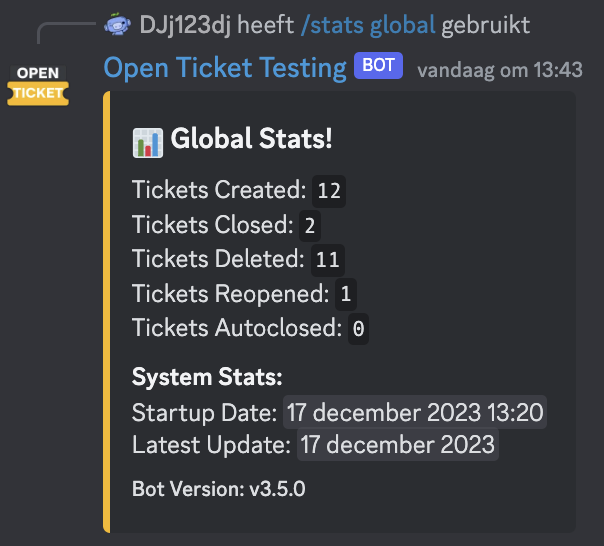 DJj123dj heeft /stats global gebruikt
OPEN
TICKET
Open Ticket Testing BOT vandaag om 13:43
Global Stats!
Tickets Created: 12
Tickets Closed: 2
Tickets Deleted: 11
Tickets Reopened: 1
Tickets Autoclosed: 0
System Stats:
Startup Date: 17 december 2023 13:20
Latest Update: 17 december 2023
Bot Version: v3.5.0